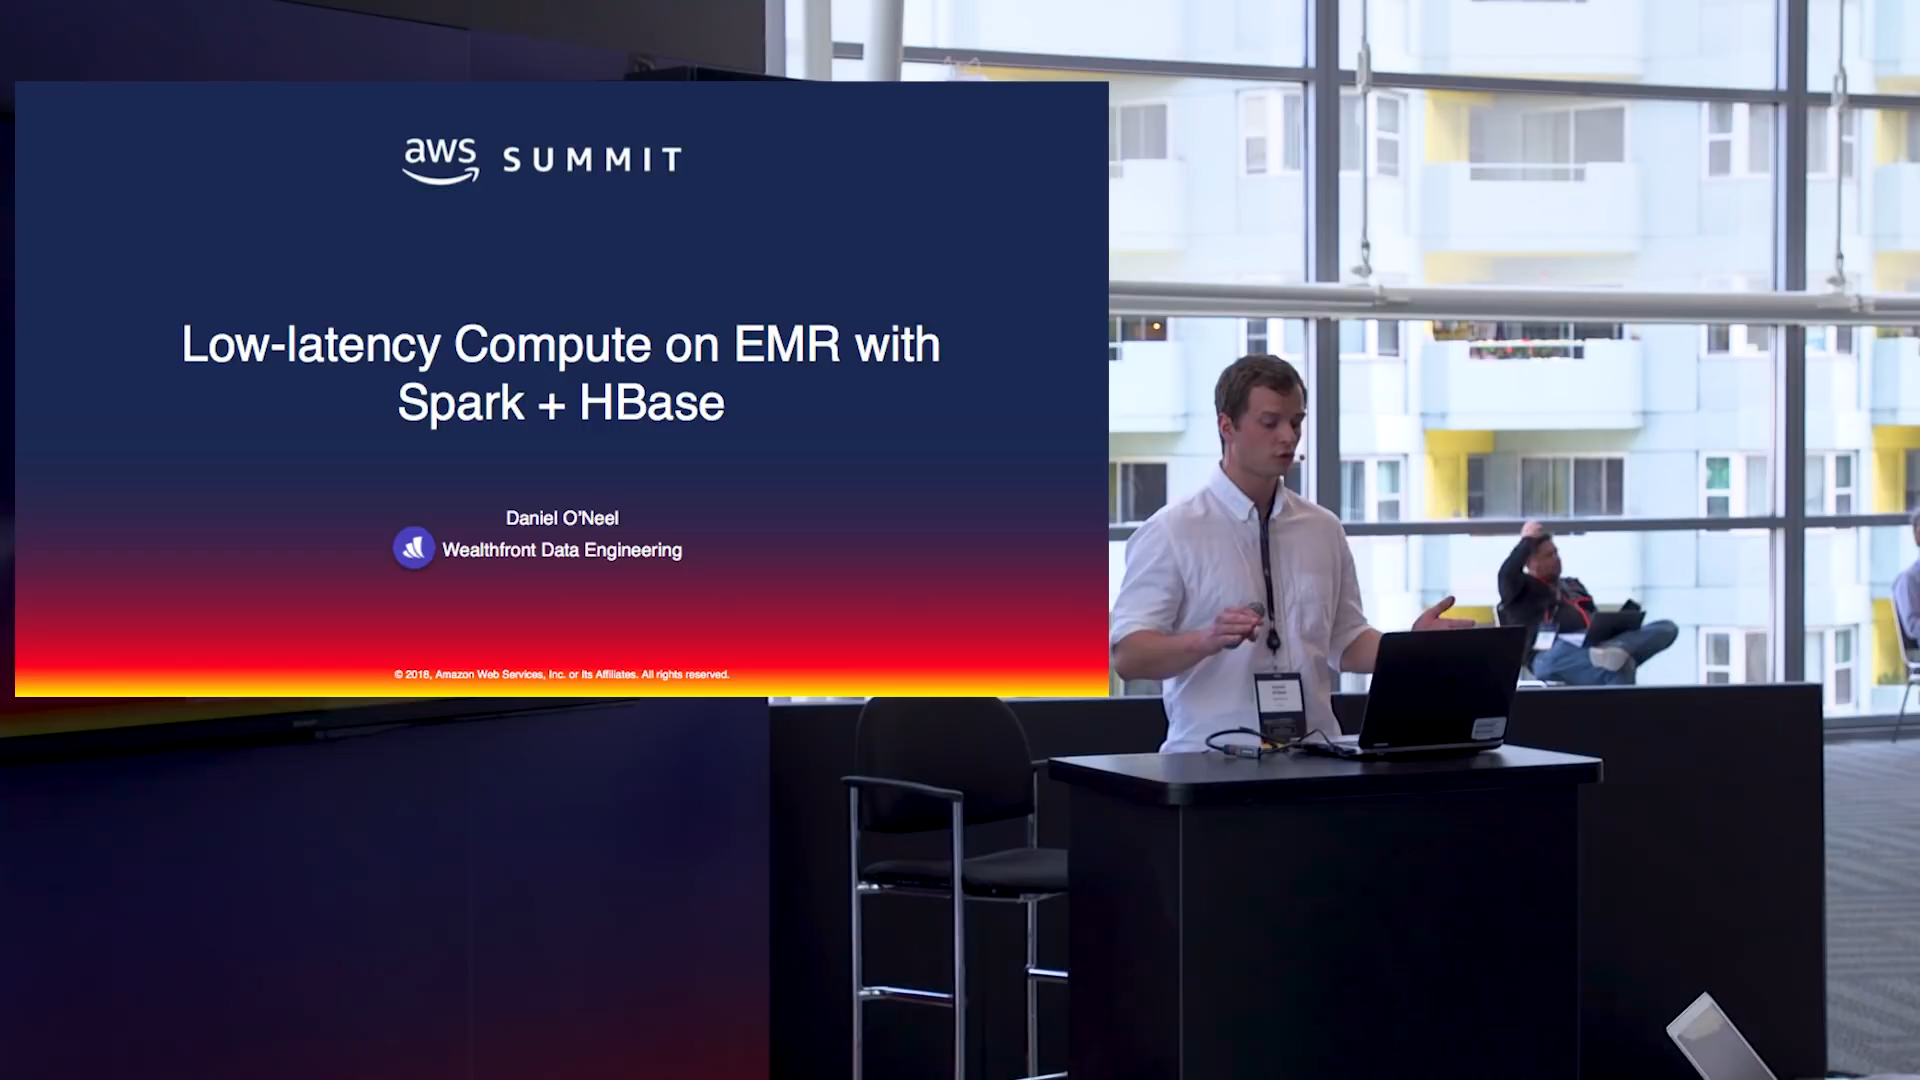 aws SUMMIT
Low-latency Compute on EMR with
Spark + HBase
Daniel O'Neel
Wealthfront Data Engineering
© 2018, Amazon Web Services, Inc. or Its Affiliates. All rights reserved.